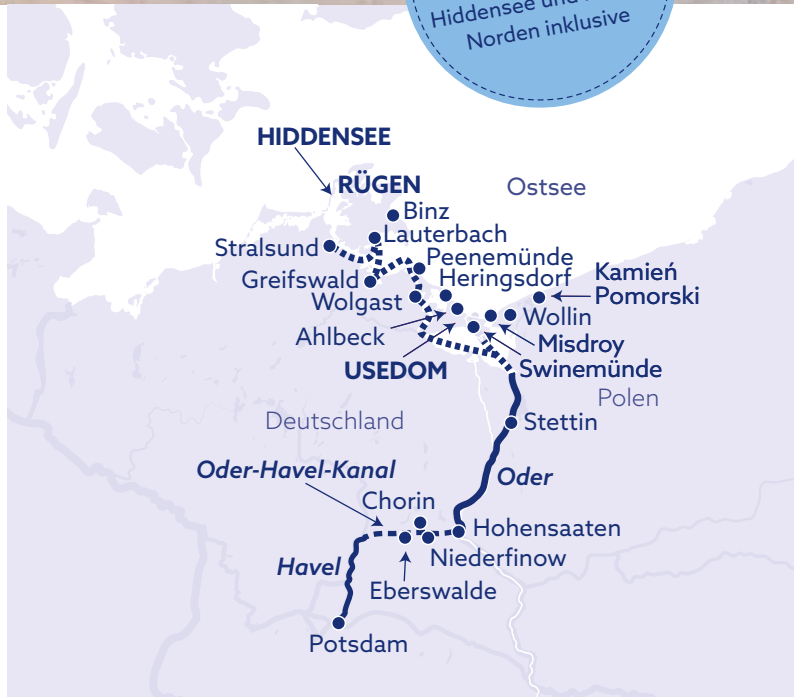 Hiddensee und
Norden inklusive
HIDDENSEE
RÜGEN
Ostsee
Binz
Lauterbach
Stralsund
Peenemünde
Greifswald
Heringsdorf
Kamień
Pomorski
Wolgast
Wollin
Ahlbeck
Misdroy
USEDOM
Swinemünde
Polen
Deutschland
Stettin
Oder-Havel-Kanal
Oder
Chorin
Hohensaaten
Niederfinow
Havel
Eberswalde
Potsdam